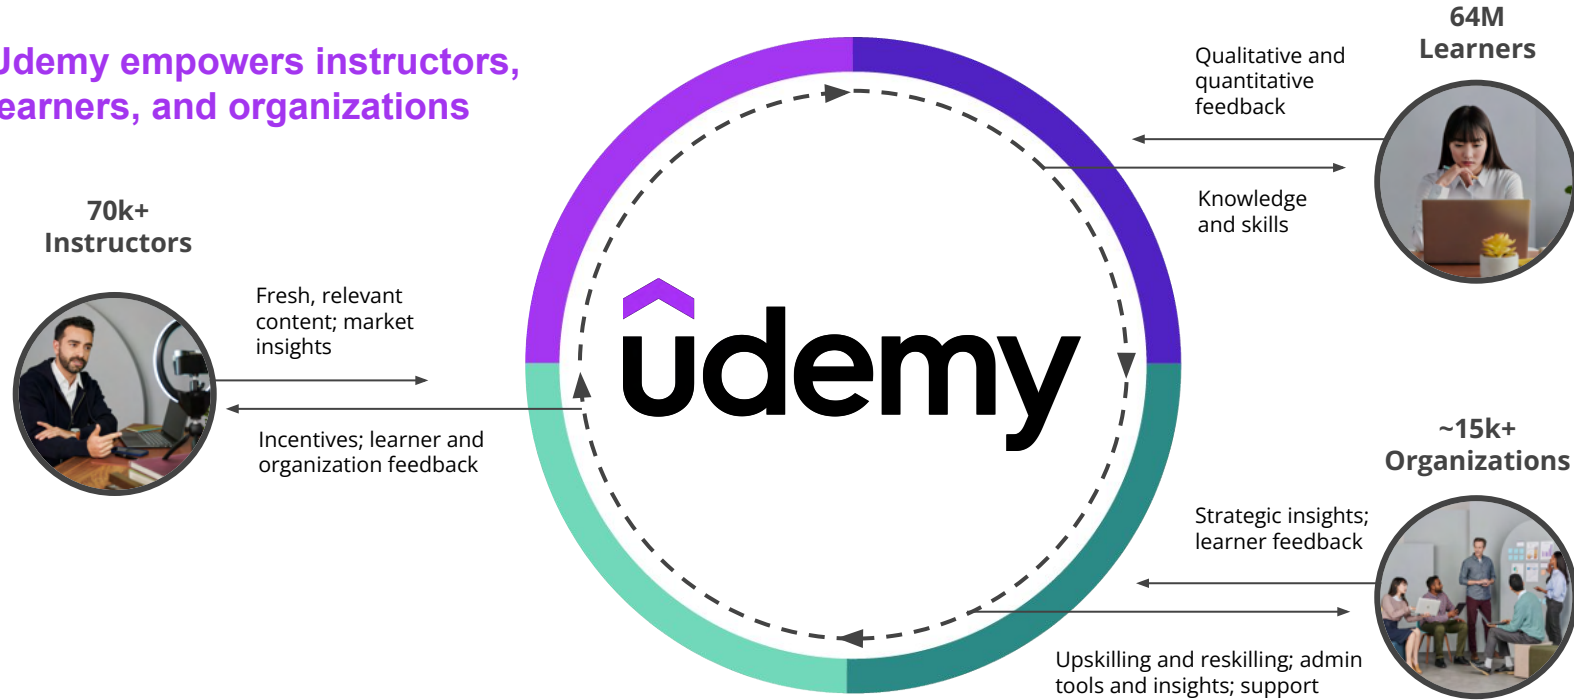 Udemy empowers instructors,
learners, and organizations
70k+
Instructors
Fresh, relevant
content; market
insights
Incentives; learner and
organization feedback
udemy
64M
Learners
Qualitative and
quantitative
feedback
Knowledge
and skills
~15k+
Organizations
Strategic insights;
learner feedback
Upskilling and reskilling; admin
tools and insights; support